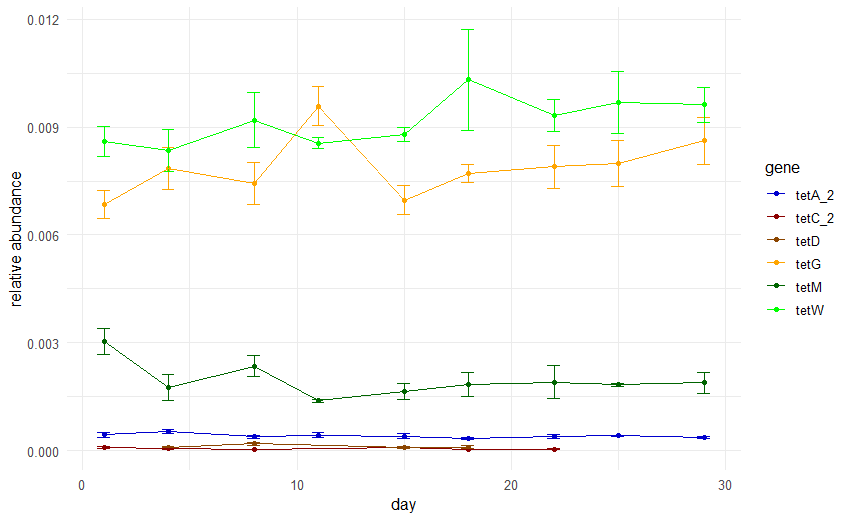 0.012
0.009
0.006
0.003
0.000
relative abundance
0
10
20
30
day
gene
tetA_2
tetC_2
tetD
tetG
tetM
tetW